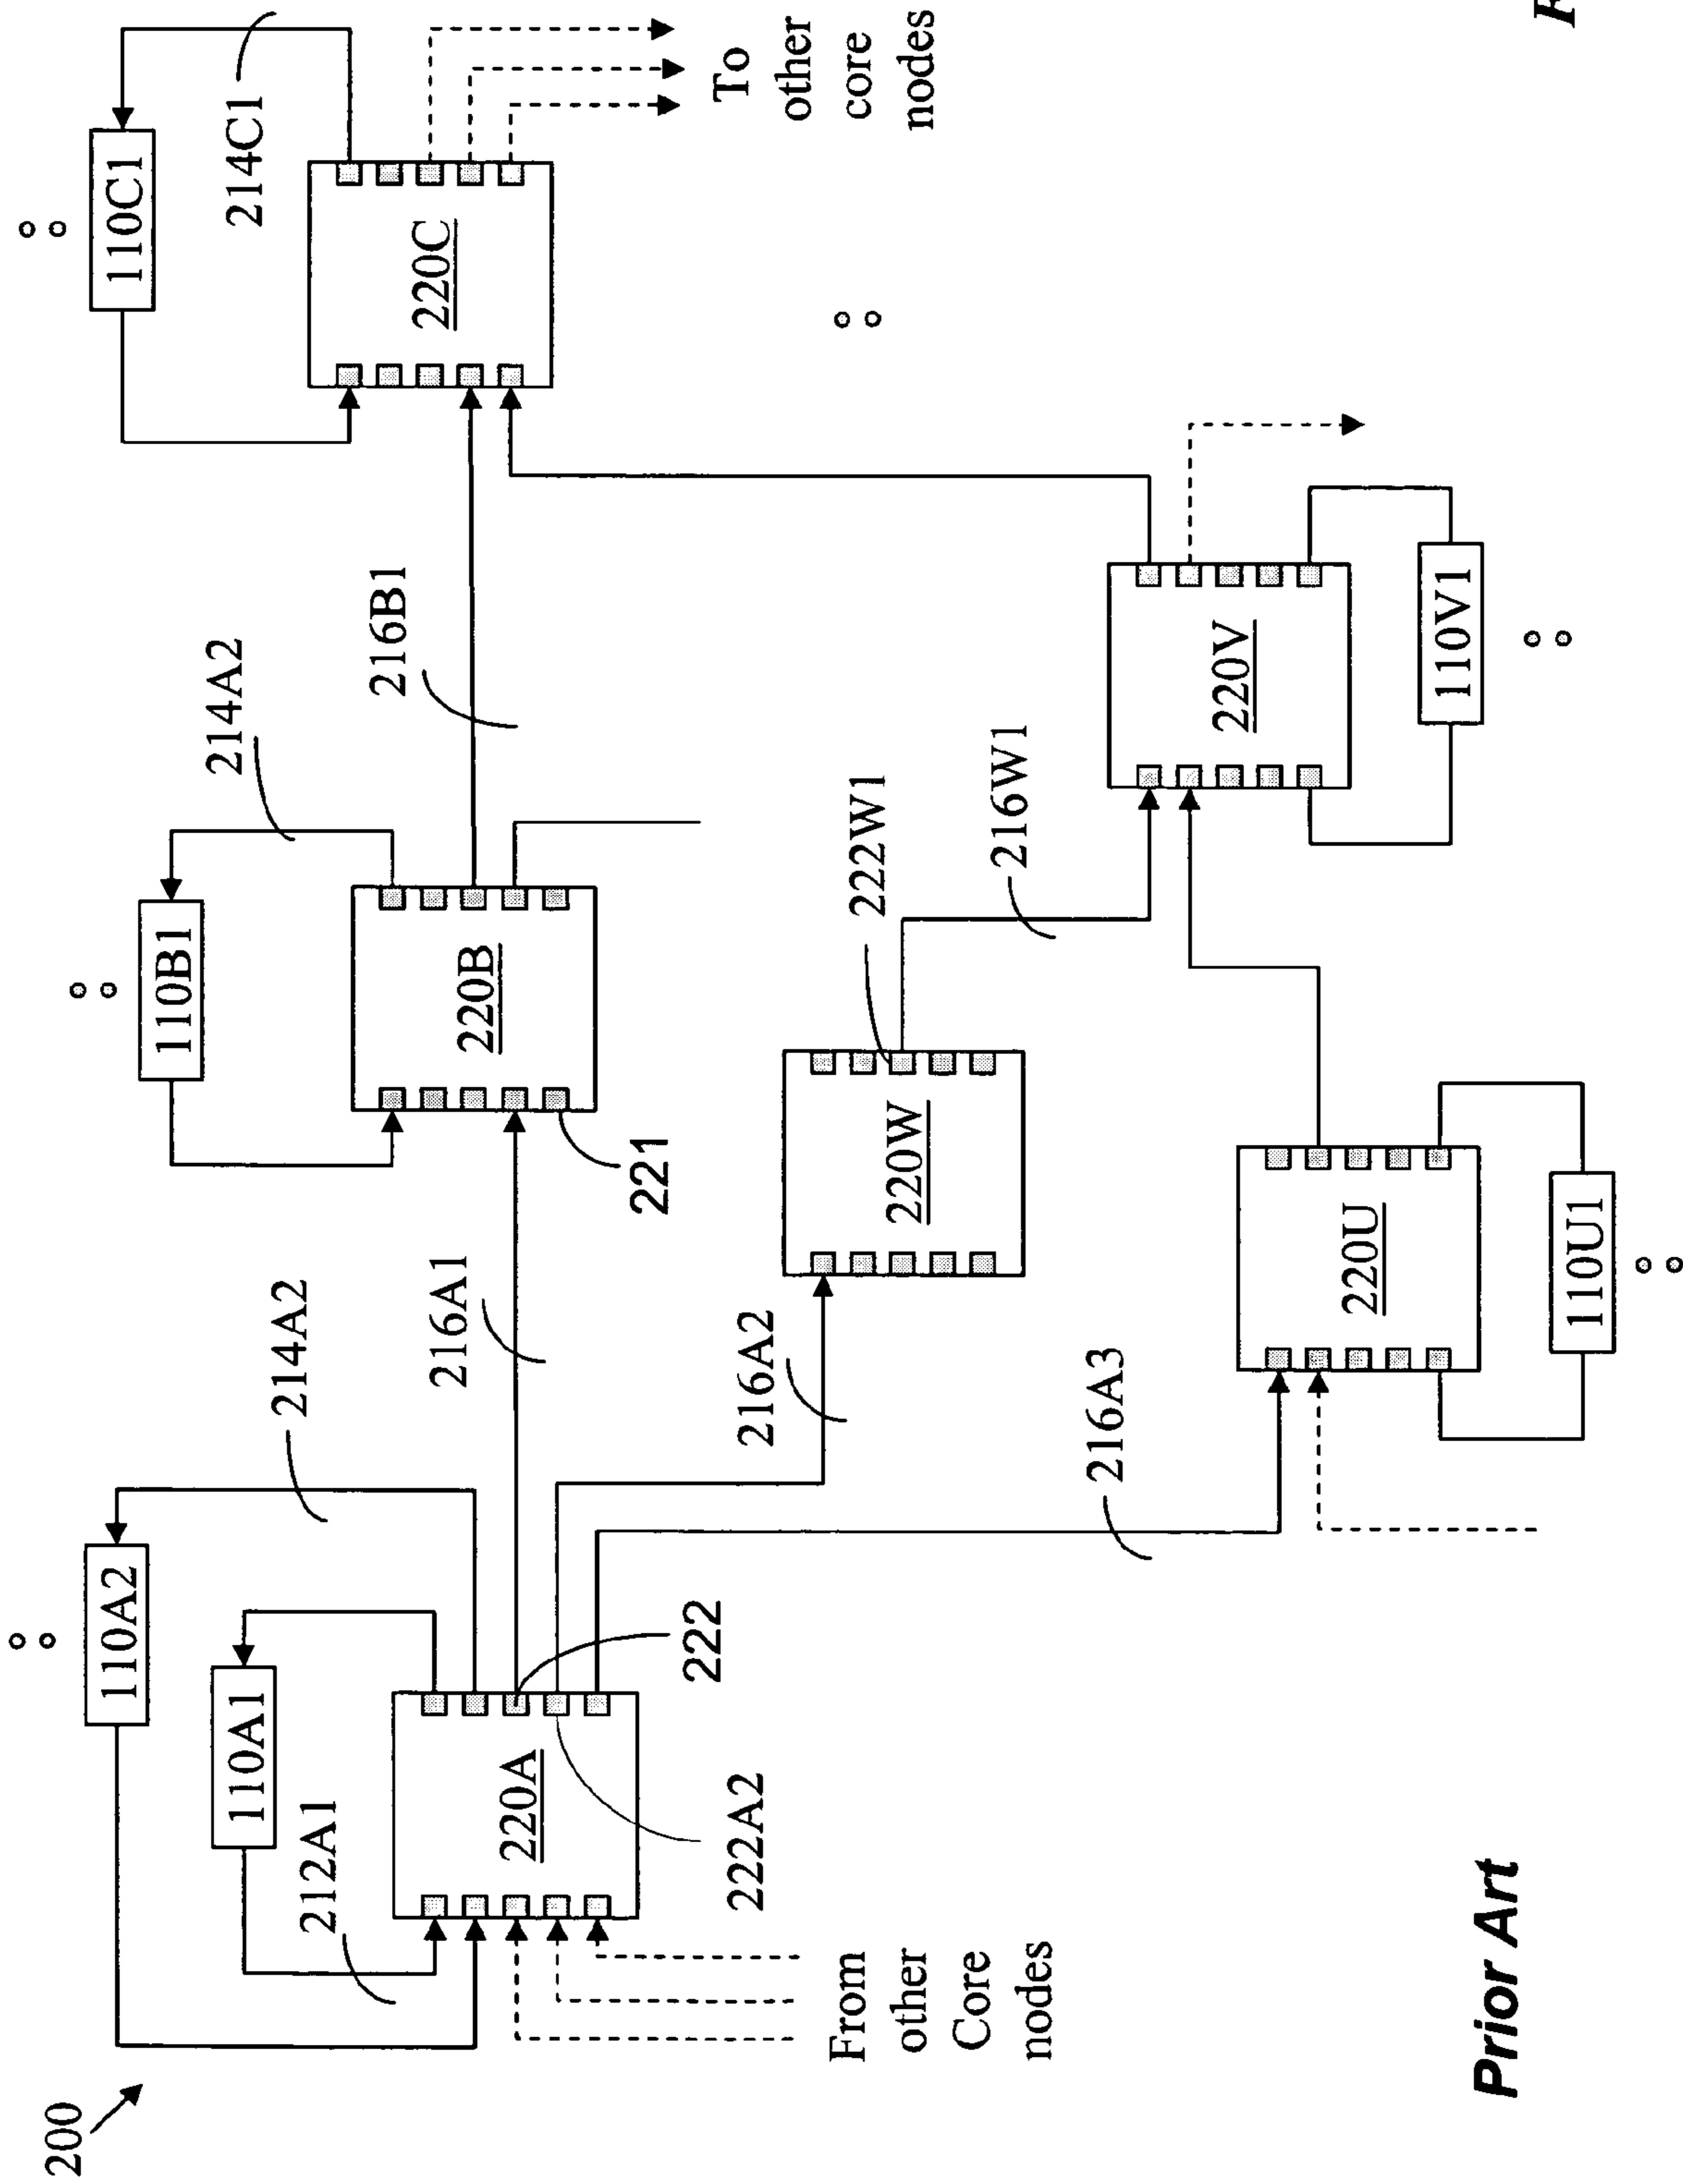 200
110A2
110A1
212A1
214A2
220A
222
222A2
From
other
Core
nodes
216A1
216A2
216A3
110B1
214A2
220B
221
216B1
220W
222W1
216W1
220U
110U1
220V
110V1
110C1
214C1
220C
To
other
core
nodes
Prior Art
F